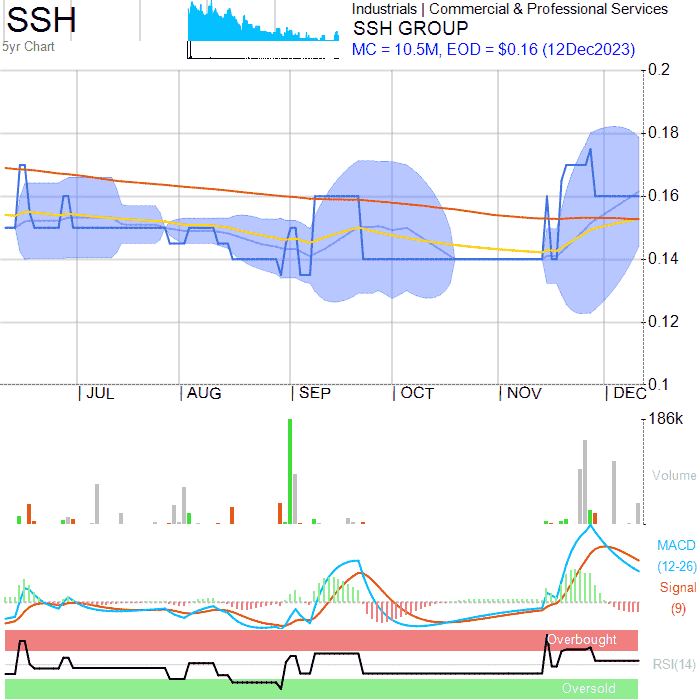 SSH
5yr Chart
Industrials | Commercial & Professional Services
SSH GROUP
MC = 10.5M, EOD = $0.16 (12Dec2023)
0.2
0.18
0.16
0.14
0.12
0.1
| JUL | AUG | SEP | OCT | NOV | DEC
186k
Volume
MACD
(12-26)
Signal
(9)
Overbought
RSI(14)
Oversold